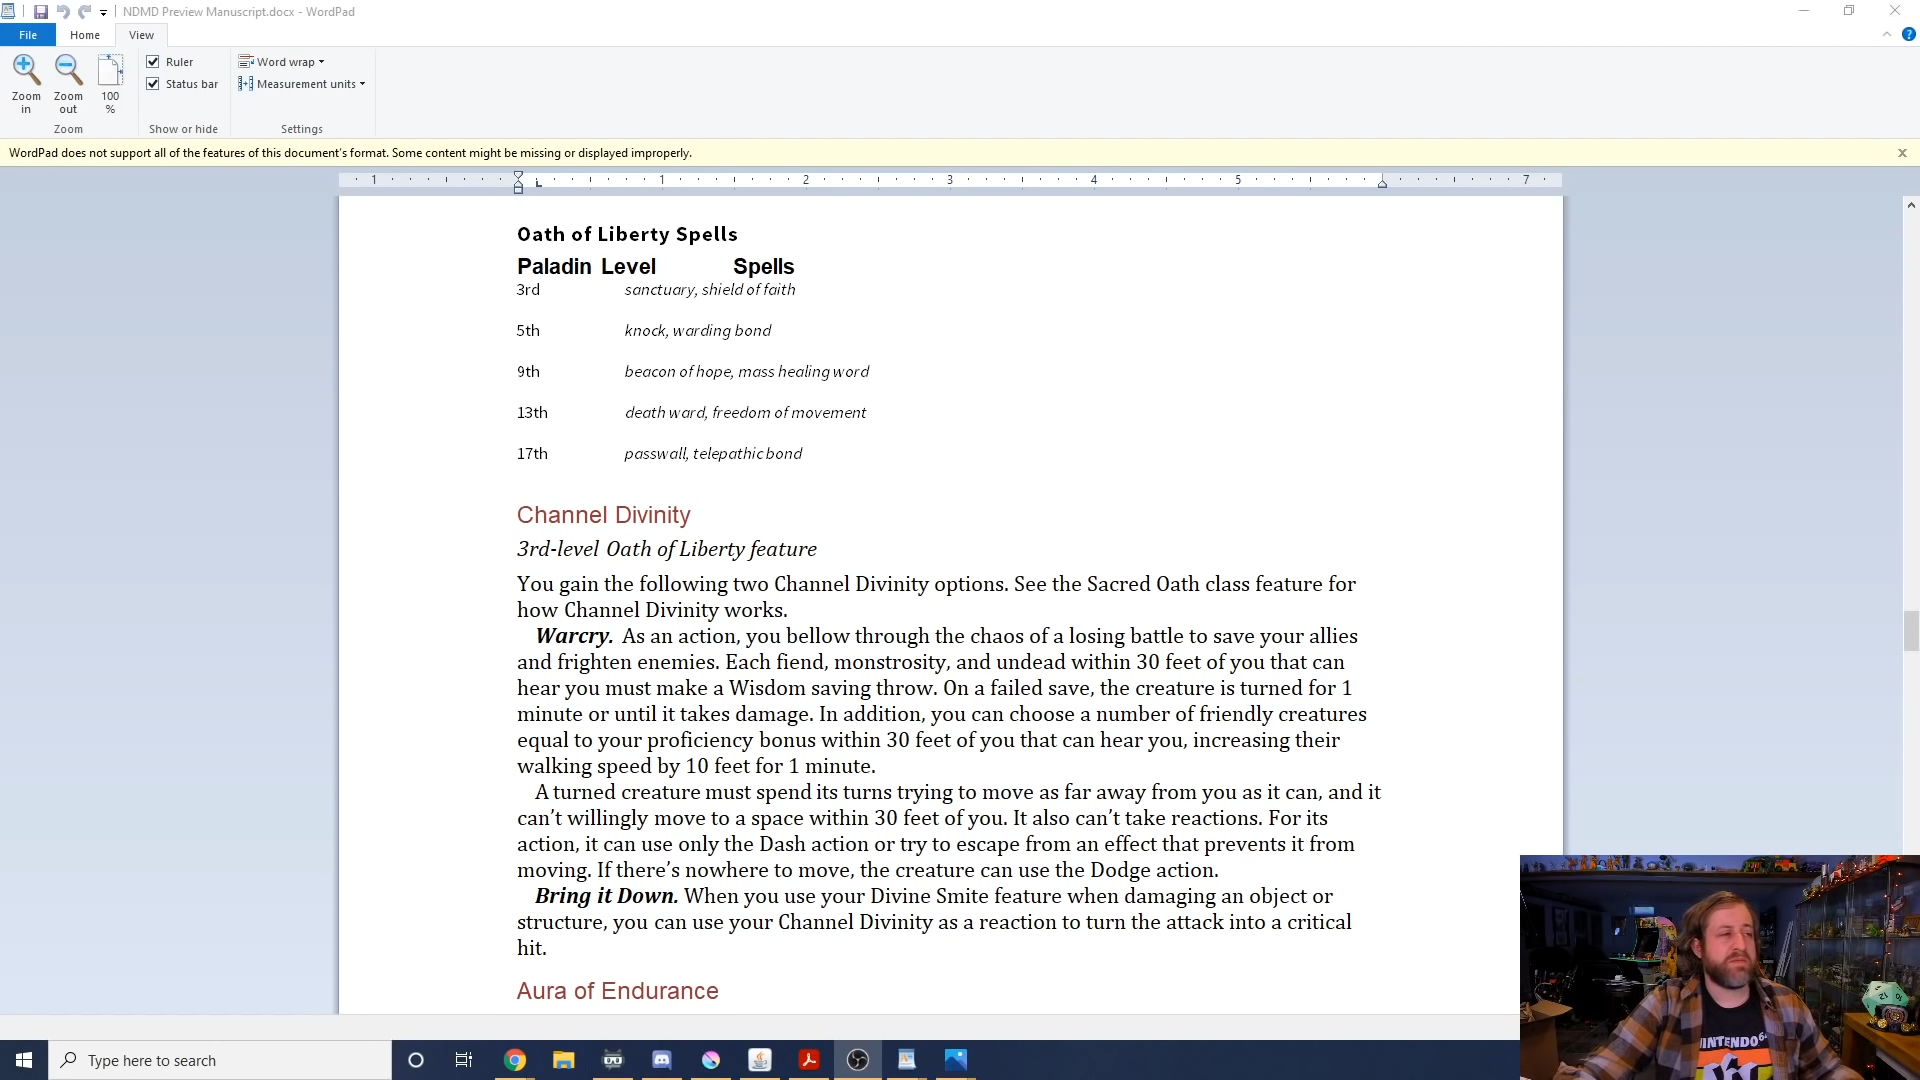 NDMD Preview Manuscript.docx - WordPad
File Home View
Zoom in
Zoom out
100 %
Ruler
Status bar
Word wrap
Measurement units
Zoom
Show or hide
Settings
WordPad does not support all of the features of this document's format. Some content might be missing or displayed improperly.
1 1 2 3 4 5 7
Oath of Liberty Spells
Paladin Level Spells
3rd sanctuary, shield of faith
5th knock, warding bond
9th beacon of hope, mass healing word
13th death ward, freedom of movement
17th passwall, telepathic bond
Channel Divinity
3rd-level Oath of Liberty feature
You gain the following two Channel Divinity options. See the Sacred Oath class feature for
how Channel Divinity works.
Warcry. As an action, you bellow through the chaos of a losing battle to save your allies
and frighten enemies. Each fiend, monstrosity, and undead within 30 feet of you that can
hear you must make a Wisdom saving throw. On a failed save, the creature is turned for 1
minute or until it takes damage. In addition, you can choose a number of friendly creatures
equal to your proficiency bonus within 30 feet of you that can hear you, increasing their
walking speed by 10 feet for 1 minute.
A turned creature must spend its turns trying to move as far away from you as it can, and it
can't willingly move to a space within 30 feet of you. It also can't take reactions. For its
action, it can use only the Dash action or try to escape from an effect that prevents it from
moving. If there's nowhere to move, the creature can use the Dodge action.
Bring it Down. When you use your Divine Smite feature when damaging an object or
structure, you can use your Channel Divinity as a reaction to turn the attack into a critical
hit.
Aura of Endurance
Type here to search